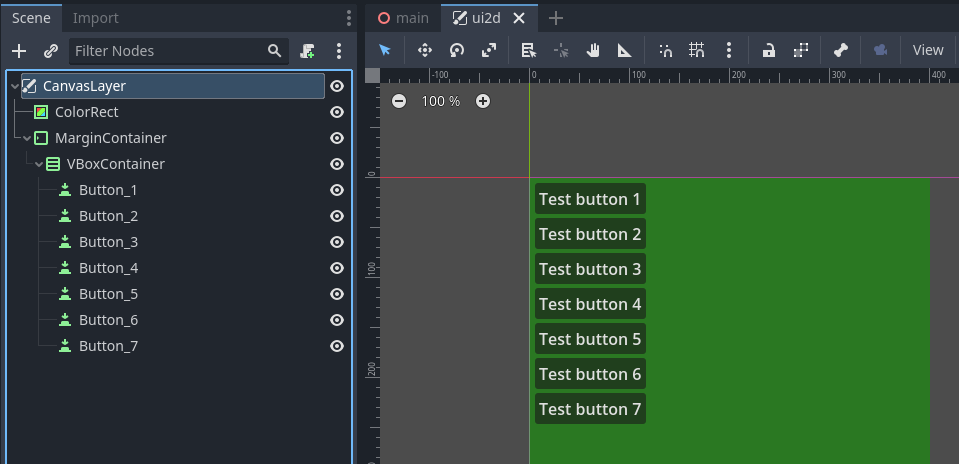 Scene Import
main ui2d
Filter Nodes
View
CanvasLayer
ColorRect
MarginContainer
VBoxContainer
Button_1
Button_2
Button_3
Button_4
Button_5
Button_6
Button_7
-100 0 100 200 300 400
100 %
0
100
200
Test button 1
Test button 2
Test button 3
Test button 4
Test button 5
Test button 6
Test button 7